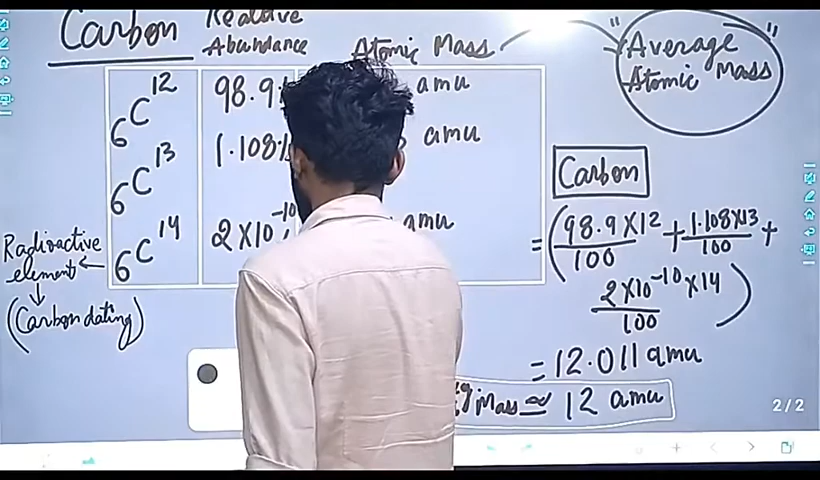 Carbon
Relative
Abundance
Atomic Mass
"Average
Atomic Mass"
₆C¹² 98.9% amu
₆C¹³ 1.108% amu
₆C¹⁴ 2×10⁻¹⁰ amu
Radioactive
element
(Carbon dating)
Carbon
= (98.9×12/100 + 1.108×13/100 +
2×10⁻¹⁰×14/100)
= 12.011 amu
Mass ≃ 12 amu
2/2